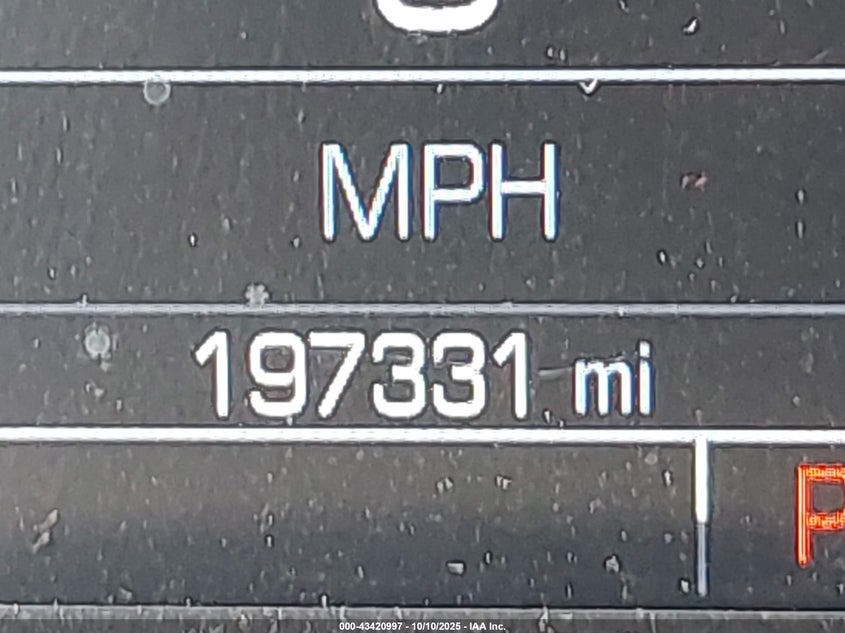 MPH
197331 mi
P
000-43420997 - 10/10/2025 - IAA Inc.